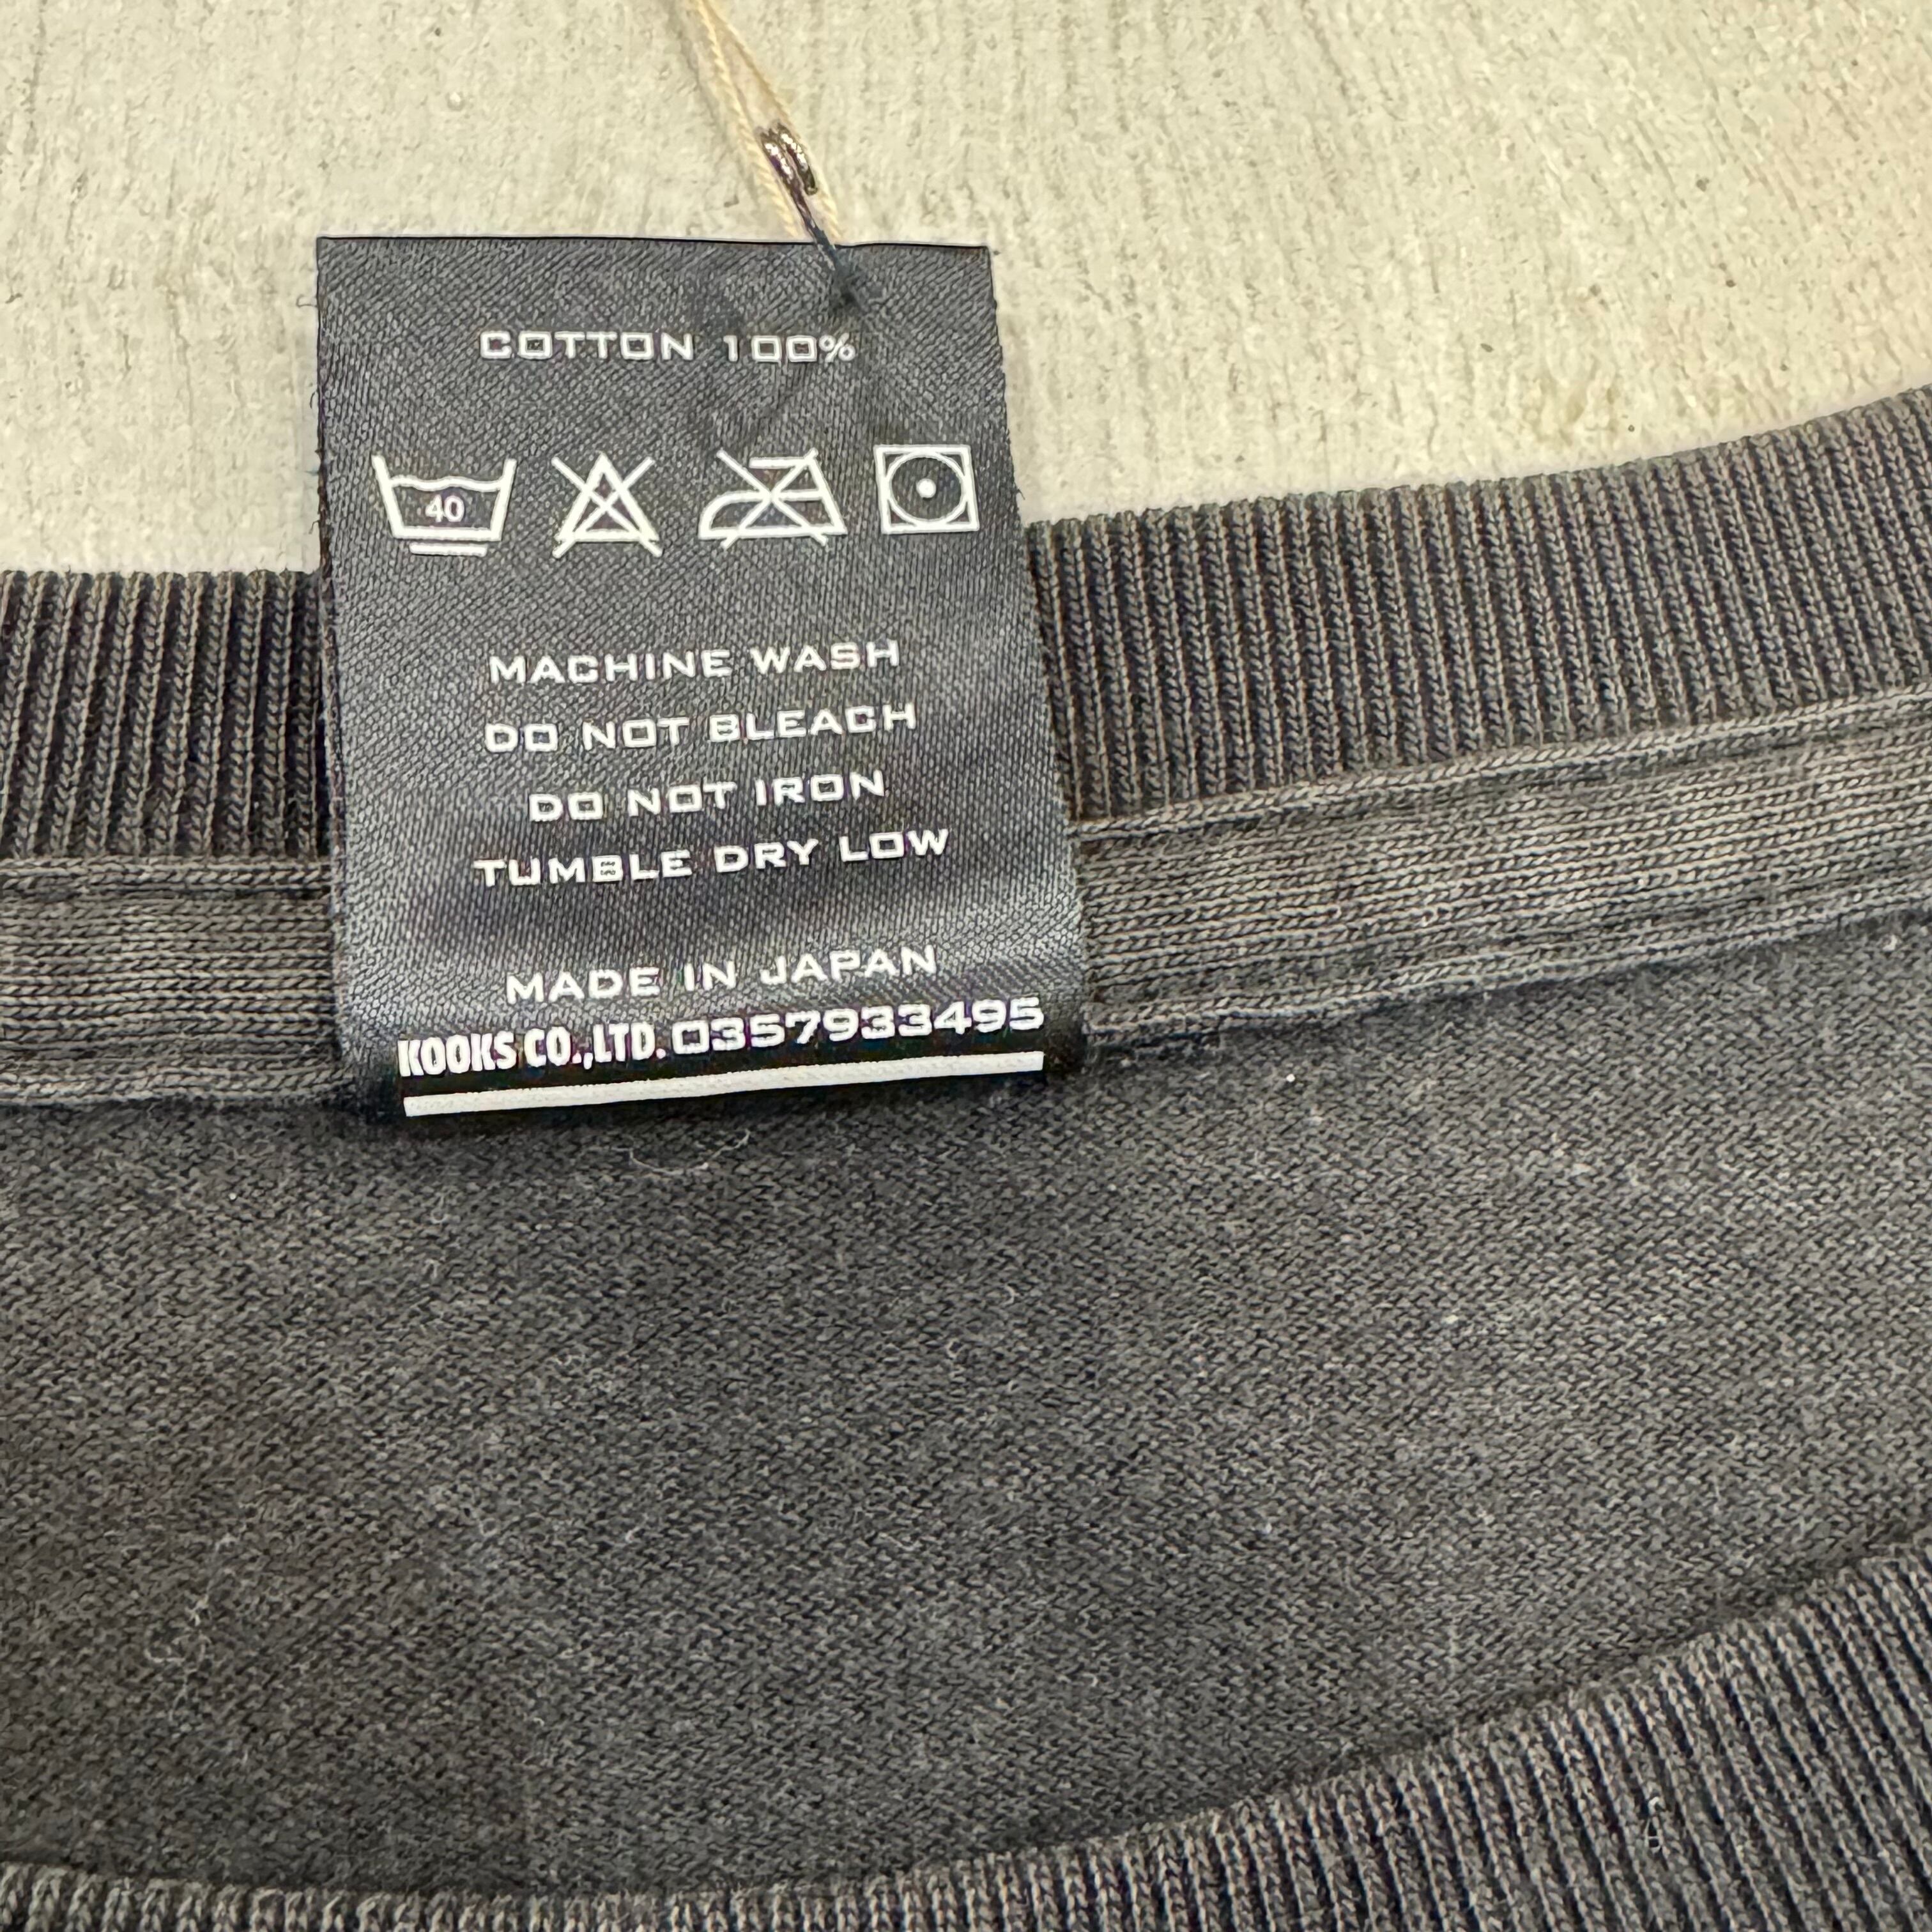 COTTON 100%
40
MACHINE WASH
DO NOT BLEACH
DO NOT IRON
TUMBLE DRY LOW
MADE IN JAPAN
KOOKS CO.,LTD. 0357933495